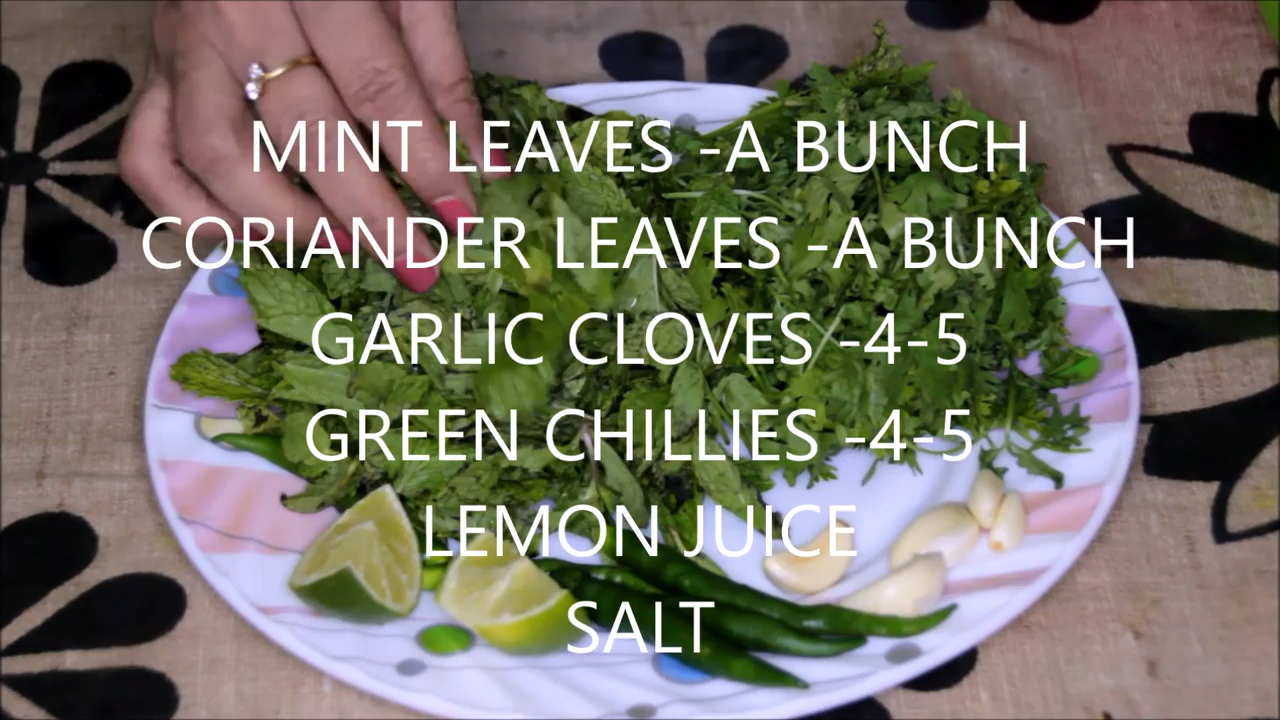 MINT LEAVES -A BUNCH
CORIANDER LEAVES -A BUNCH
GARLIC CLOVES -4-5
GREEN CHILLIES -4-5
LEMON JUICE
SALT